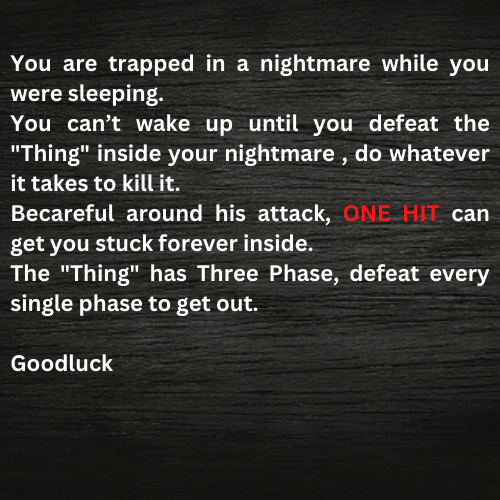 You are trapped in a nightmare while you
were sleeping.
You can’t wake up until you defeat the
"Thing" inside your nightmare , do whatever
it takes to kill it.
Becareful around his attack, ONE HIT can
get you stuck forever inside.
The "Thing" has Three Phase, defeat every
single phase to get out.
Goodluck